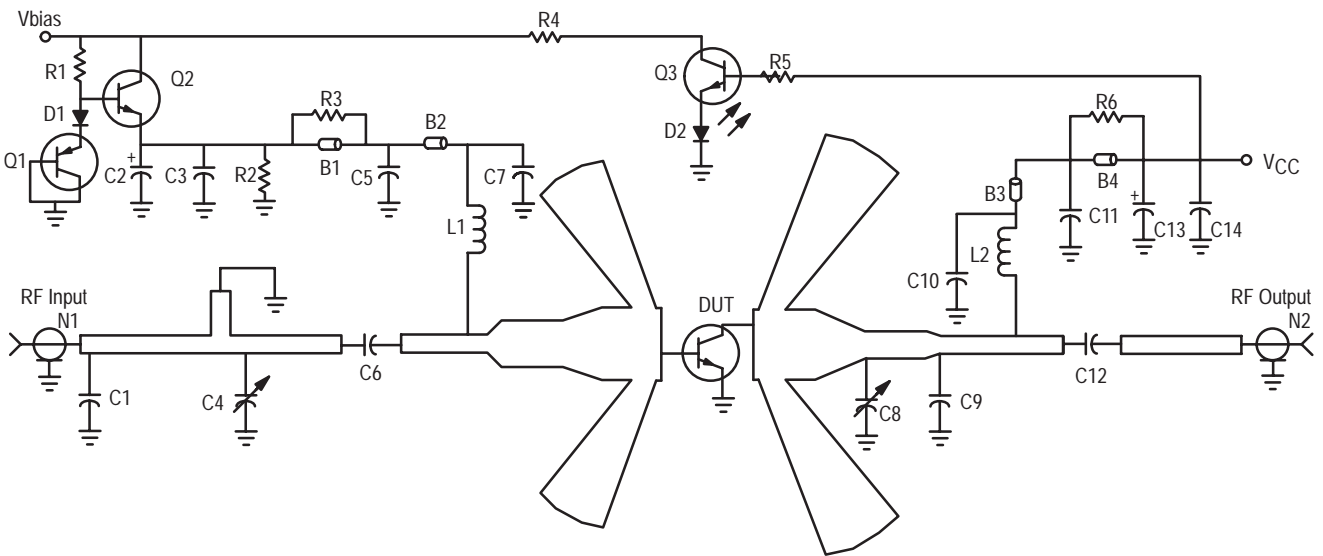 Vbias
R4
R1
Q2
Q3
R5
D1
R3
B2
D2
R6
Q1
+
C2
C3
R2
B1
C5
C7
B3
B4
VCC
+
C11
C13
C14
L1
L2
C10
RF Input
N1
DUT
RF Output
N2
C6
C12
C1
C4
C8
C9